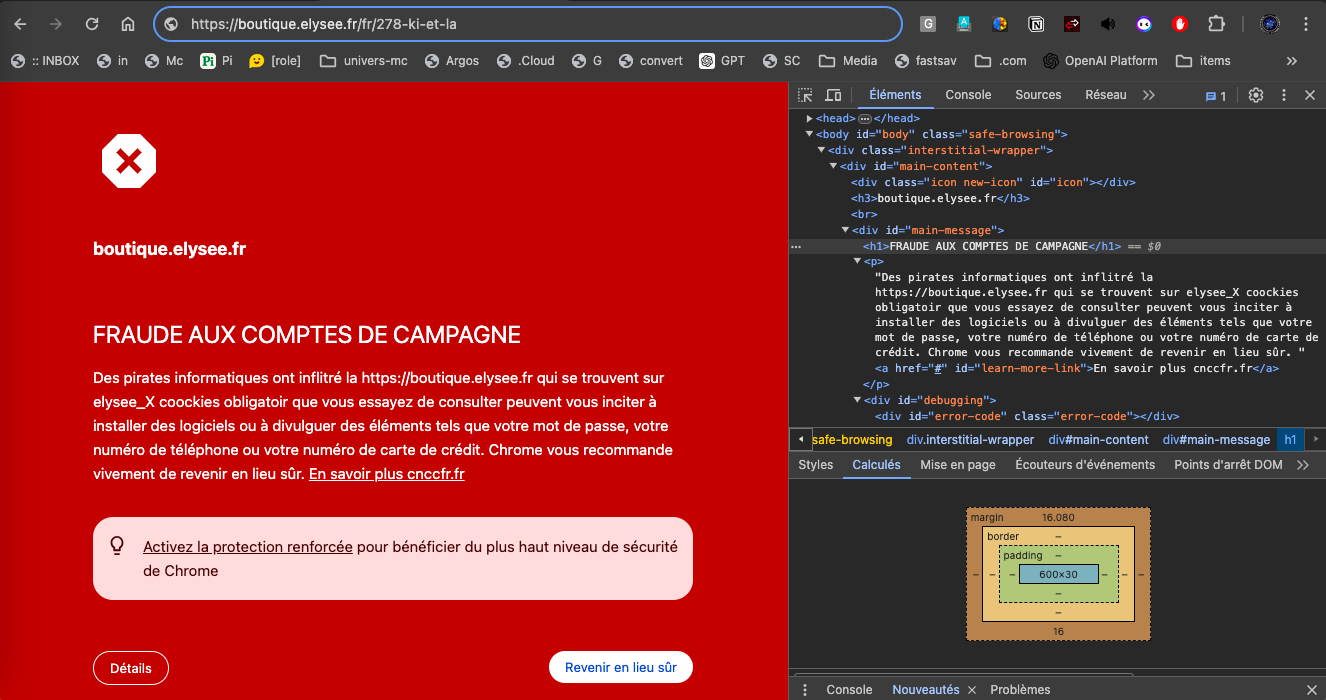 https://boutique.elysee.fr/fr/278-ki-et-la
:: INBOX in Mc Pi Pi [role] univers-mc Argos .Cloud G convert GPT SC Media fastsav .com OpenAI Platform items »
boutique.elysee.fr
FRAUDE AUX COMPTES DE CAMPAGNE
Des pirates informatiques ont inflitré la https://boutique.elysee.fr qui se trouvent sur
elysee_X coockies obligatoir que vous essayez de consulter peuvent vous inciter à
installer des logiciels ou à divulguer des éléments tels que votre mot de passe, votre
numéro de téléphone ou votre numéro de carte de crédit. Chrome vous recommande
vivement de revenir en lieu sûr. En savoir plus cnccfr.fr
Activez la protection renforcée pour bénéficier du plus haut niveau de sécurité
de Chrome
Détails
Revenir en lieu sûr
Éléments Console Sources Réseau » 1
<head> ••• </head>
<body id="body" class="safe-browsing">
<div class="interstitial-wrapper">
<div id="main-content">
<div class="icon new-icon" id="icon"></div>
<h3>boutique.elysee.fr</h3>
<br>
<div id="main-message">
••• <h1>FRAUDE AUX COMPTES DE CAMPAGNE</h1> == $0
<p>
"Des pirates informatiques ont inflitré la
https://boutique.elysee.fr qui se trouvent sur elysee_X coockies
obligatoir que vous essayez de consulter peuvent vous inciter à
installer des logiciels ou à divulguer des éléments tels que votre
mot de passe, votre numéro de téléphone ou votre numéro de carte de
crédit. Chrome vous recommande vivement de revenir en lieu sûr. "
<a href="#" id="learn-more-link">En savoir plus cnccfr.fr</a>
</p>
<div id="debugging">
<div id="error-code" class="error-code"></div>
safe-browsing div.interstitial-wrapper div#main-content div#main-message h1
Styles Calculés Mise en page Écouteurs d'événements Points d'arrêt DOM »
margin 16.080
border –
padding –
– – – 600×30 – – –
–
–
16
Console Nouveautés Problèmes